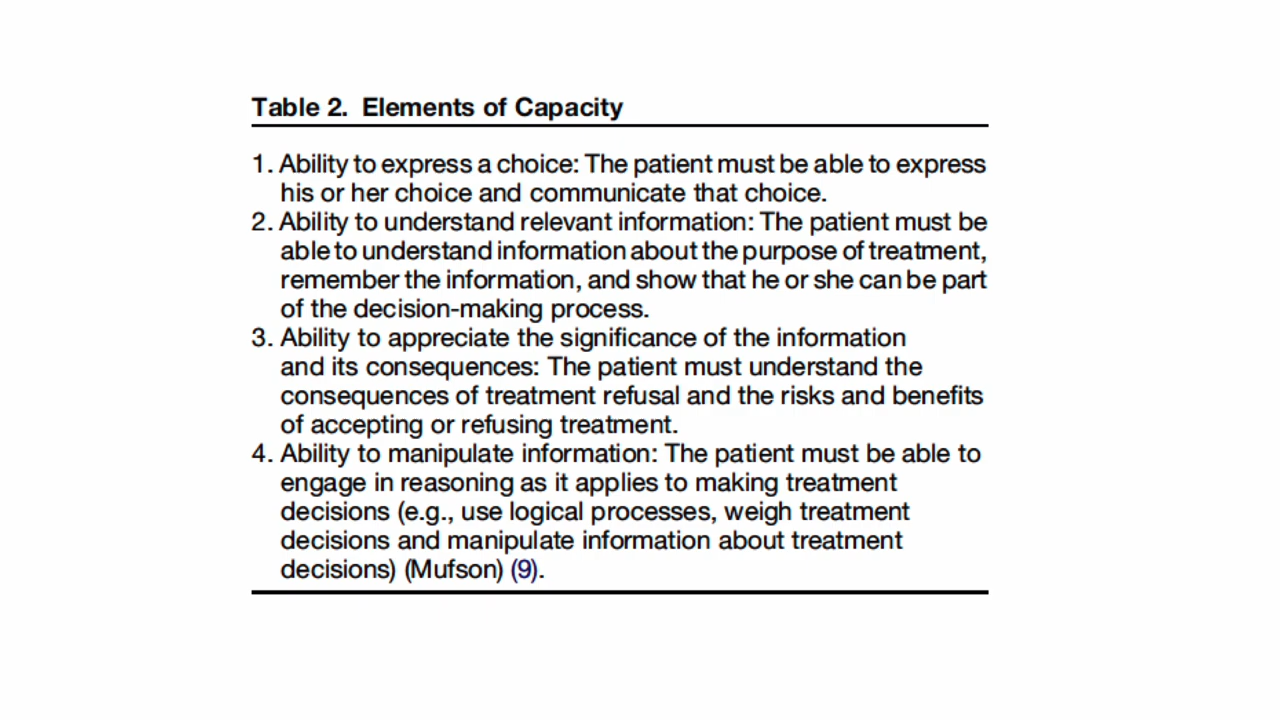 Table 2. Elements of Capacity
1. Ability to express a choice: The patient must be able to express
his or her choice and communicate that choice.
2. Ability to understand relevant information: The patient must be
able to understand information about the purpose of treatment,
remember the information, and show that he or she can be part
of the decision-making process.
3. Ability to appreciate the significance of the information
and its consequences: The patient must understand the
consequences of treatment refusal and the risks and benefits
of accepting or refusing treatment.
4. Ability to manipulate information: The patient must be able to
engage in reasoning as it applies to making treatment
decisions (e.g., use logical processes, weigh treatment
decisions and manipulate information about treatment
decisions) (Mufson) (9).